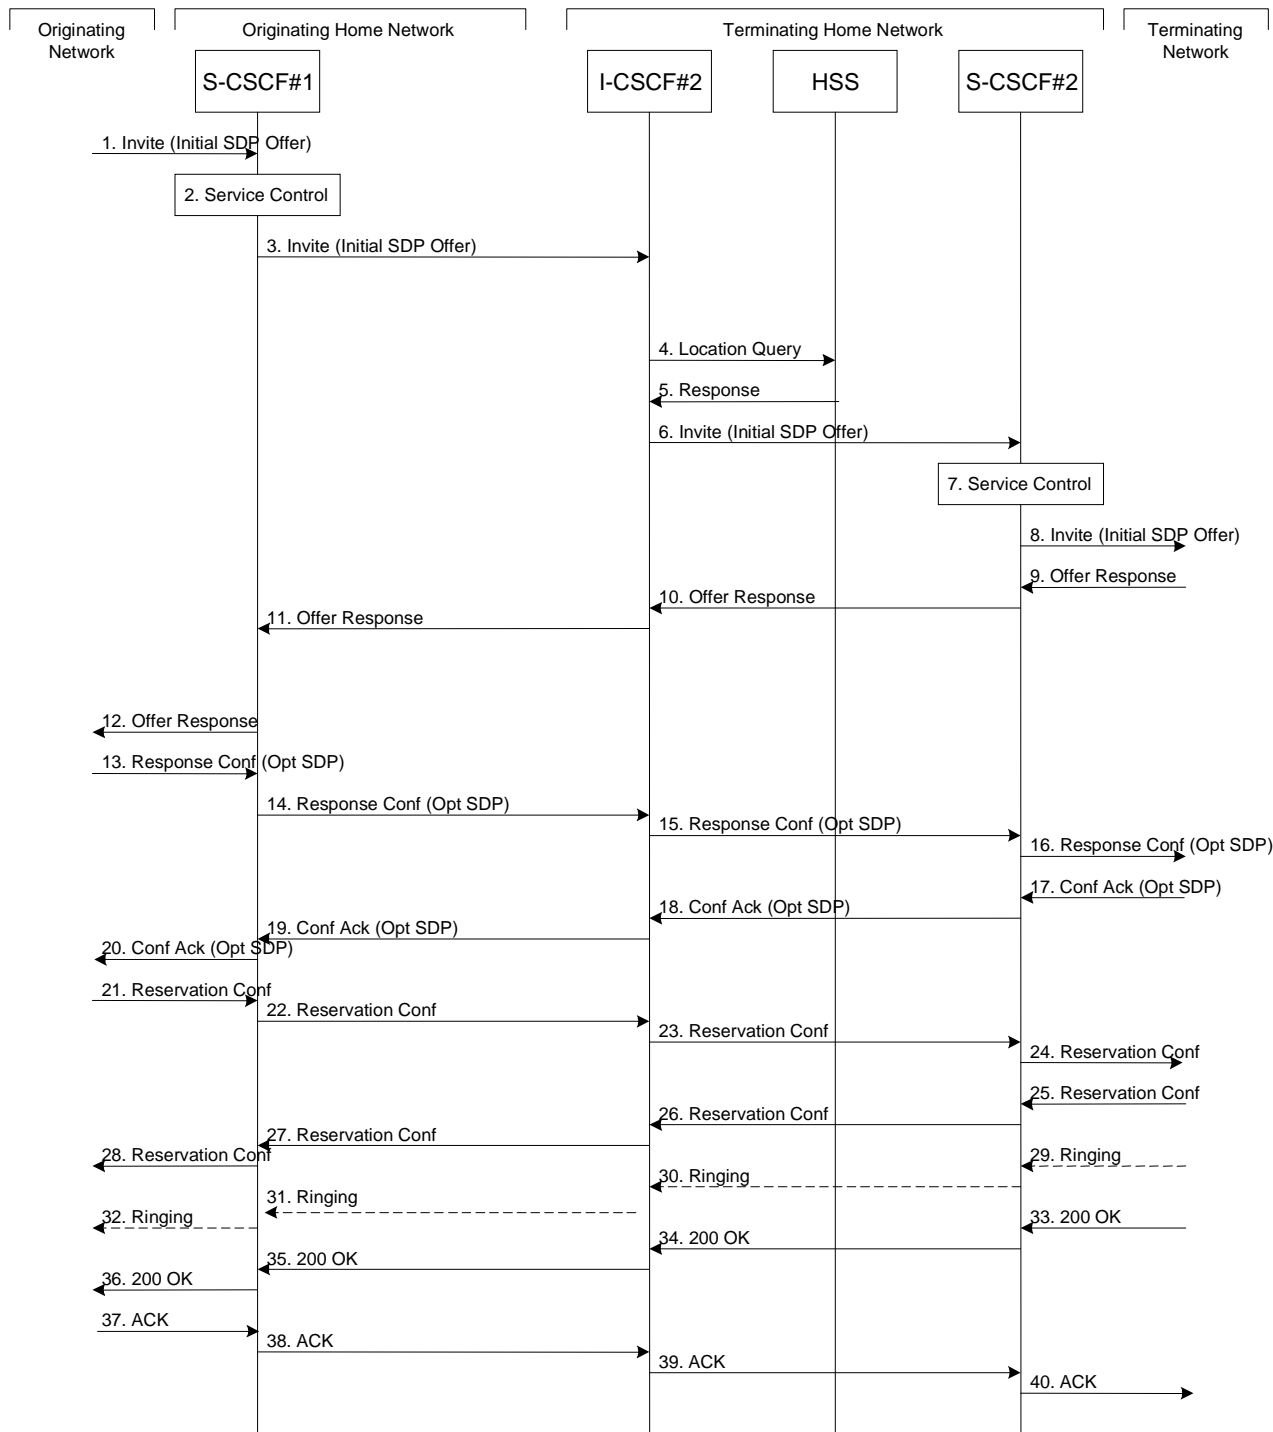 Originating
Network
Originating Home Network
Terminating Home Network
Terminating
Network
S-CSCF#1
I-CSCF#2
HSS
S-CSCF#2
1. Invite (Initial SDP Offer)
2. Service Control
3. Invite (Initial SDP Offer)
4. Location Query
5. Response
6. Invite (Initial SDP Offer)
7. Service Control
8. Invite (Initial SDP Offer)
9. Offer Response
10. Offer Response
11. Offer Response
12. Offer Response
13. Response Conf (Opt SDP)
14. Response Conf (Opt SDP)
15. Response Conf (Opt SDP)
16. Response Conf (Opt SDP)
17. Conf Ack (Opt SDP)
18. Conf Ack (Opt SDP)
19. Conf Ack (Opt SDP)
20. Conf Ack (Opt SDP)
21. Reservation Conf
22. Reservation Conf
23. Reservation Conf
24. Reservation Conf
25. Reservation Conf
26. Reservation Conf
27. Reservation Conf
28. Reservation Conf
29. Ringing
30. Ringing
31. Ringing
32. Ringing
33. 200 OK
34. 200 OK
35. 200 OK
36. 200 OK
37. ACK
38. ACK
39. ACK
40. ACK